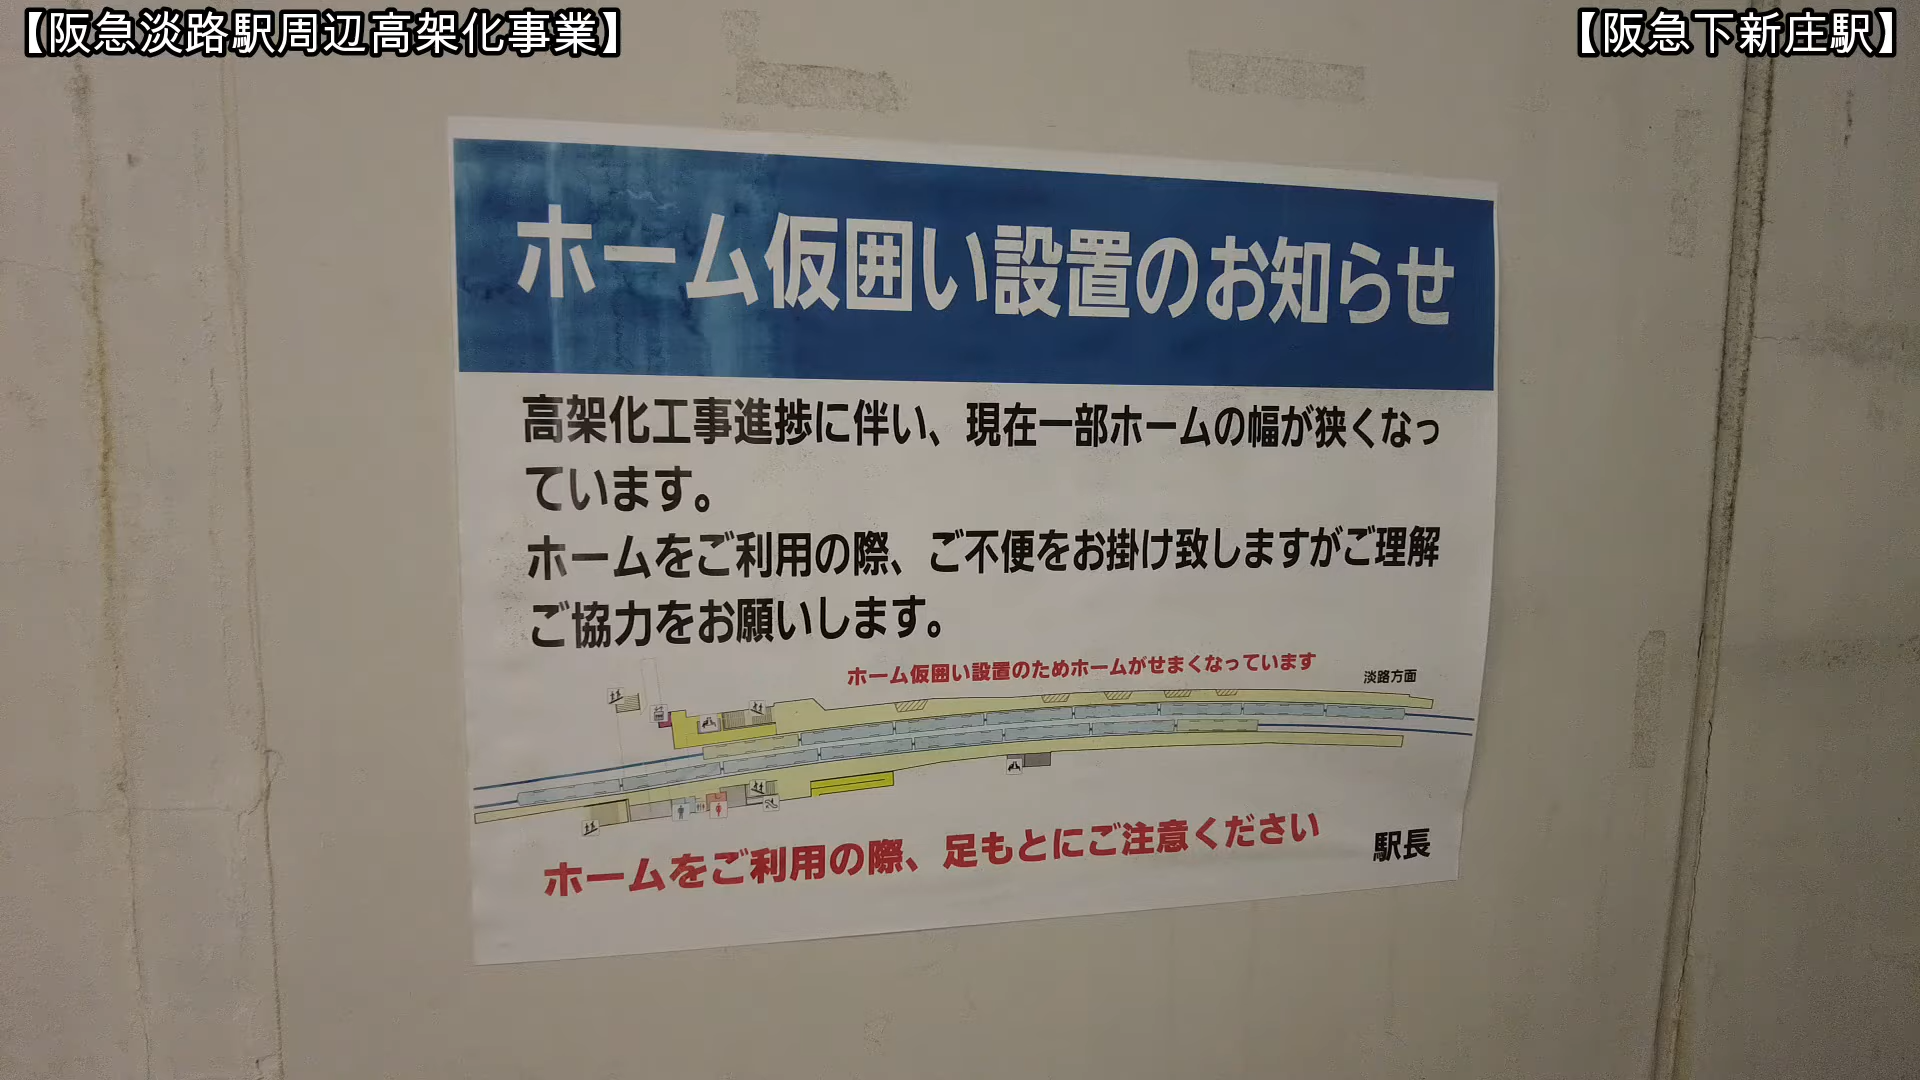 【阪急淡路駅周辺高架化事業】
【阪急下新庄駅】
ホーム仮囲い設置のお知らせ
高架化工事進捗に伴い、現在一部ホームの幅が狭くなっ
ています。
ホームをご利用の際、ご不便をお掛け致しますがご理解
ご協力をお願いします。
ホーム仮囲い設置のためホームがせまくなっています
淡路方面
ホームをご利用の際、足もとにご注意ください
駅長